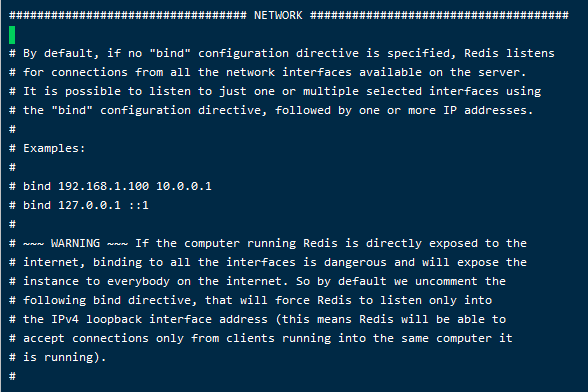 ################################## NETWORK #####################################
# By default, if no "bind" configuration directive is specified, Redis listens
# for connections from all the network interfaces available on the server.
# It is possible to listen to just one or multiple selected interfaces using
# the "bind" configuration directive, followed by one or more IP addresses.
#
# Examples:
#
# bind 192.168.1.100 10.0.0.1
# bind 127.0.0.1 ::1
#
# ~~~ WARNING ~~~ If the computer running Redis is directly exposed to the
# internet, binding to all the interfaces is dangerous and will expose the
# instance to everybody on the internet. So by default we uncomment the
# following bind directive, that will force Redis to listen only into
# the IPv4 loopback interface address (this means Redis will be able to
# accept connections only from clients running into the same computer it
# is running).
#